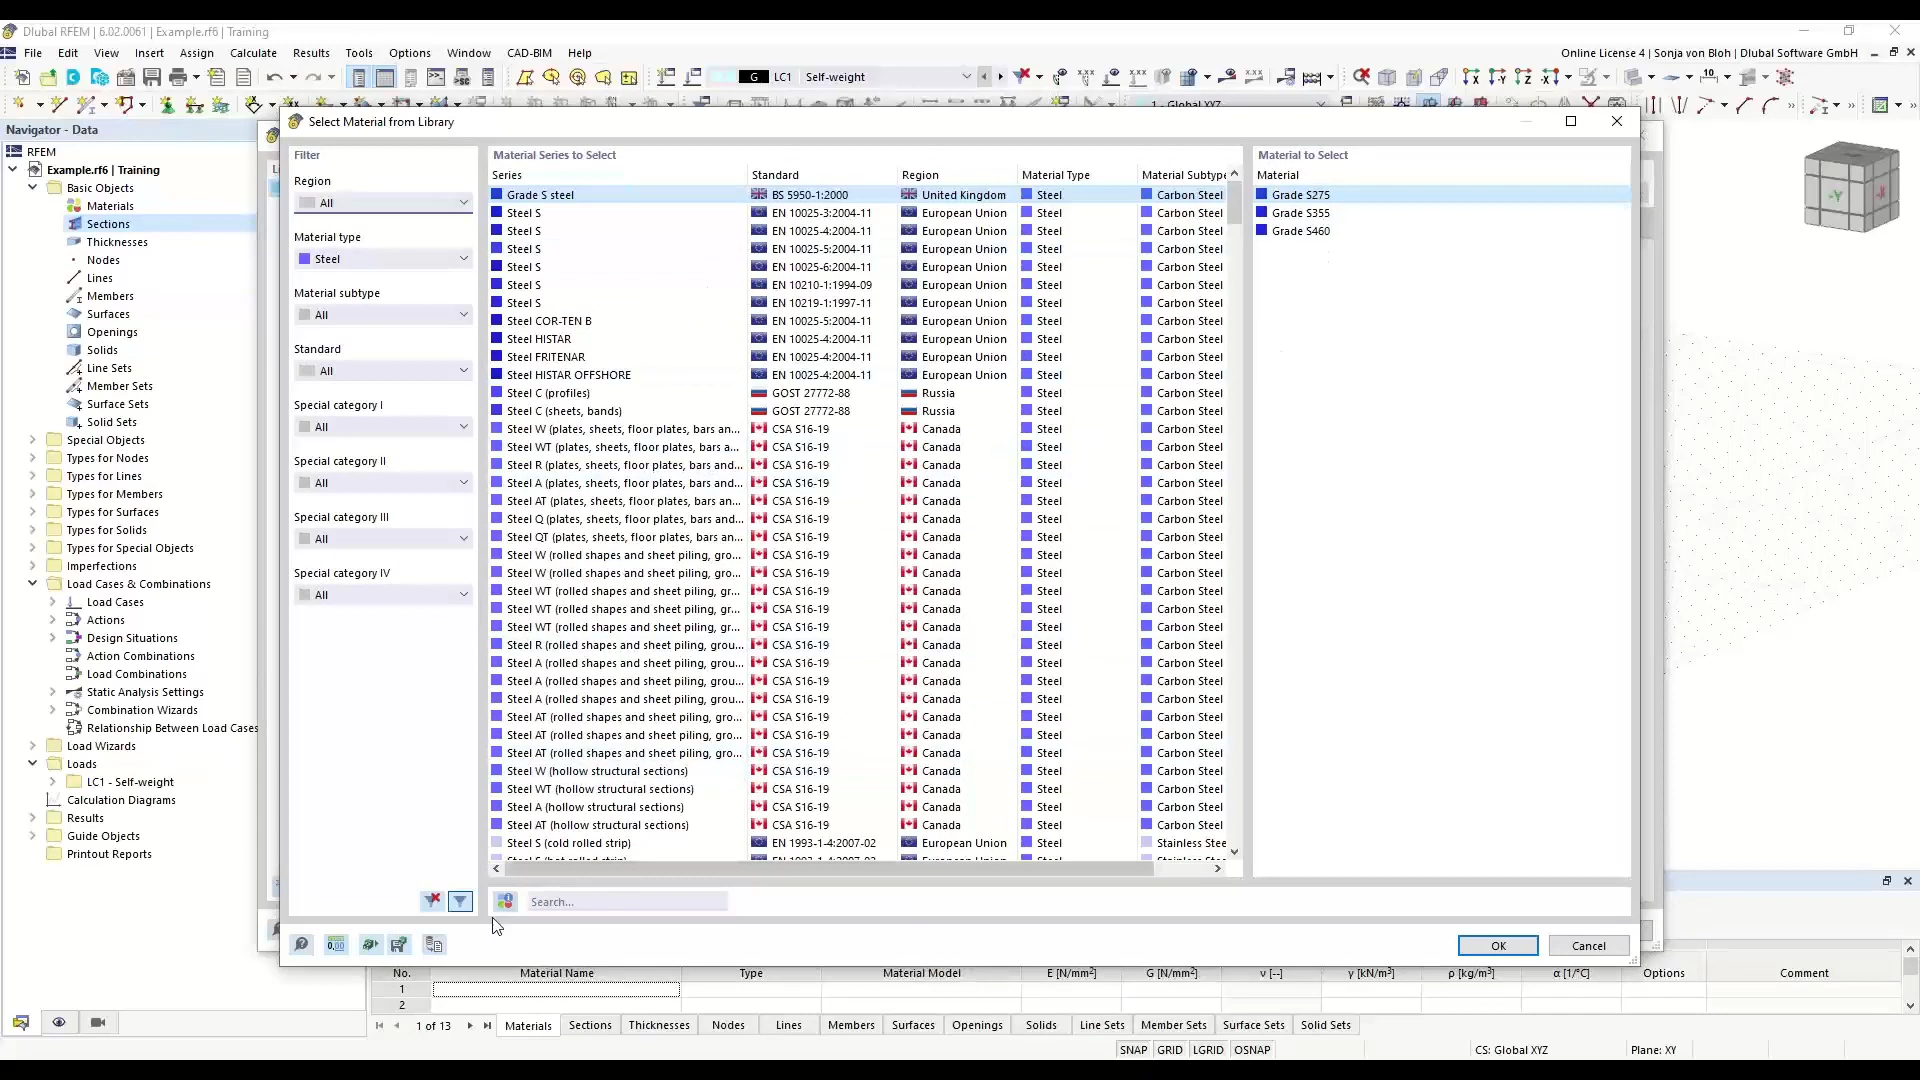 Dlubal RFEM | 6.02.0061 | Example.rf6 | Training
File Edit View Insert Assign Calculate Results Tools Options Window CAD-BIM Help
Online License 4 | Sonja von Bloh | Dlubal Software GmbH
G LC1 Self-weight
1 - Global XYZ
Navigator - Data
RFEM
Example.rf6 | Training
Basic Objects
Materials
Sections
Thicknesses
Nodes
Lines
Members
Surfaces
Openings
Solids
Line Sets
Member Sets
Surface Sets
Solid Sets
Special Objects
Types for Nodes
Types for Lines
Types for Members
Types for Surfaces
Types for Solids
Types for Special Objects
Imperfections
Load Cases & Combinations
Load Cases
Actions
Design Situations
Action Combinations
Load Combinations
Static Analysis Settings
Combination Wizards
Relationship Between Load Cases
Load Wizards
Loads
LC1 - Self-weight
Calculation Diagrams
Results
Guide Objects
Printout Reports
Select Material from Library
Filter
Region
All
Material type
Steel
Material subtype
All
Standard
All
Special category I
All
Special category II
All
Special category III
All
Special category IV
All
Material Series to Select
Series Standard Region Material Type Material Subtype
Grade S steel BS 5950-1:2000 United Kingdom Steel Carbon Steel
Steel S EN 10025-3:2004-11 European Union Steel Carbon Steel
Steel S EN 10025-4:2004-11 European Union Steel Carbon Steel
Steel S EN 10025-5:2004-11 European Union Steel Carbon Steel
Steel S EN 10025-6:2004-11 European Union Steel Carbon Steel
Steel S EN 10210-1:1994-09 European Union Steel Carbon Steel
Steel S EN 10219-1:1997-11 European Union Steel Carbon Steel
Steel COR-TEN B EN 10025-5:2004-11 European Union Steel Carbon Steel
Steel HISTAR EN 10025-4:2004-11 European Union Steel Carbon Steel
Steel FRITENAR EN 10025-4:2004-11 European Union Steel Carbon Steel
Steel HISTAR OFFSHORE EN 10025-4:2004-11 European Union Steel Carbon Steel
Steel C (profiles) GOST 27772-88 Russia Steel Carbon Steel
Steel C (sheets, bands) GOST 27772-88 Russia Steel Carbon Steel
Steel W (plates, sheets, floor plates, bars an... CSA S16-19 Canada Steel Carbon Steel
Steel WT (plates, sheets, floor plates, bars a... CSA S16-19 Canada Steel Carbon Steel
Steel R (plates, sheets, floor plates, bars and... CSA S16-19 Canada Steel Carbon Steel
Steel A (plates, sheets, floor plates, bars and... CSA S16-19 Canada Steel Carbon Steel
Steel AT (plates, sheets, floor plates, bars an... CSA S16-19 Canada Steel Carbon Steel
Steel Q (plates, sheets, floor plates, bars and... CSA S16-19 Canada Steel Carbon Steel
Steel QT (plates, sheets, floor plates, bars an... CSA S16-19 Canada Steel Carbon Steel
Steel W (rolled shapes and sheet piling, gro... CSA S16-19 Canada Steel Carbon Steel
Steel W (rolled shapes and sheet piling, gro... CSA S16-19 Canada Steel Carbon Steel
Steel WT (rolled shapes and sheet piling, gr... CSA S16-19 Canada Steel Carbon Steel
Steel WT (rolled shapes and sheet piling, gr... CSA S16-19 Canada Steel Carbon Steel
Steel WT (rolled shapes and sheet piling, gr... CSA S16-19 Canada Steel Carbon Steel
Steel R (rolled shapes and sheet piling, grou... CSA S16-19 Canada Steel Carbon Steel
Steel A (rolled shapes and sheet piling, grou... CSA S16-19 Canada Steel Carbon Steel
Steel A (rolled shapes and sheet piling, grou... CSA S16-19 Canada Steel Carbon Steel
Steel A (rolled shapes and sheet piling, grou... CSA S16-19 Canada Steel Carbon Steel
Steel AT (rolled shapes and sheet piling, gro... CSA S16-19 Canada Steel Carbon Steel
Steel AT (rolled shapes and sheet piling, gro... CSA S16-19 Canada Steel Carbon Steel
Steel AT (rolled shapes and sheet piling, gro... CSA S16-19 Canada Steel Carbon Steel
Steel W (hollow structural sections) CSA S16-19 Canada Steel Carbon Steel
Steel WT (hollow structural sections) CSA S16-19 Canada Steel Carbon Steel
Steel A (hollow structural sections) CSA S16-19 Canada Steel Carbon Steel
Steel AT (hollow structural sections) CSA S16-19 Canada Steel Carbon Steel
Steel S (cold rolled strip) EN 1993-1-4:2007-02 European Union Steel Stainless Stee
Search...
Material to Select
Material
Grade S275
Grade S355
Grade S460
OK Cancel
-Y -X
No. Material Name Type Material Model E [N/mm²] G [N/mm²] ν [--] γ [kN/m³] ρ [kg/m³] α [1/°C] Options Comment
1
2
1 of 13 Materials Sections Thicknesses Nodes Lines Members Surfaces Openings Solids Line Sets Member Sets Surface Sets Solid Sets
SNAP GRID LGRID OSNAP CS: Global XYZ Plane: XY